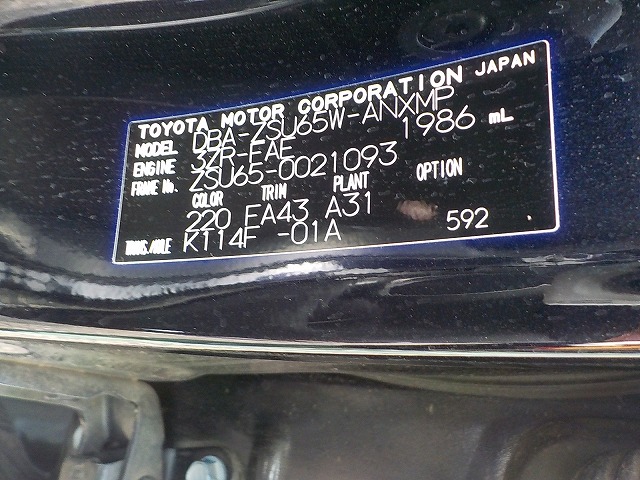 TOYOTA MOTOR CORPORATION JAPAN
MODEL DBA-ZSU65W-ANXMP
ENGINE 3ZR-FAE 1986 mL
FRAME No. ZSU65-0021093
COLOR TRIM PLANT OPTION
220 FA43 A31
TRANS./AXLE K114F -01A 592